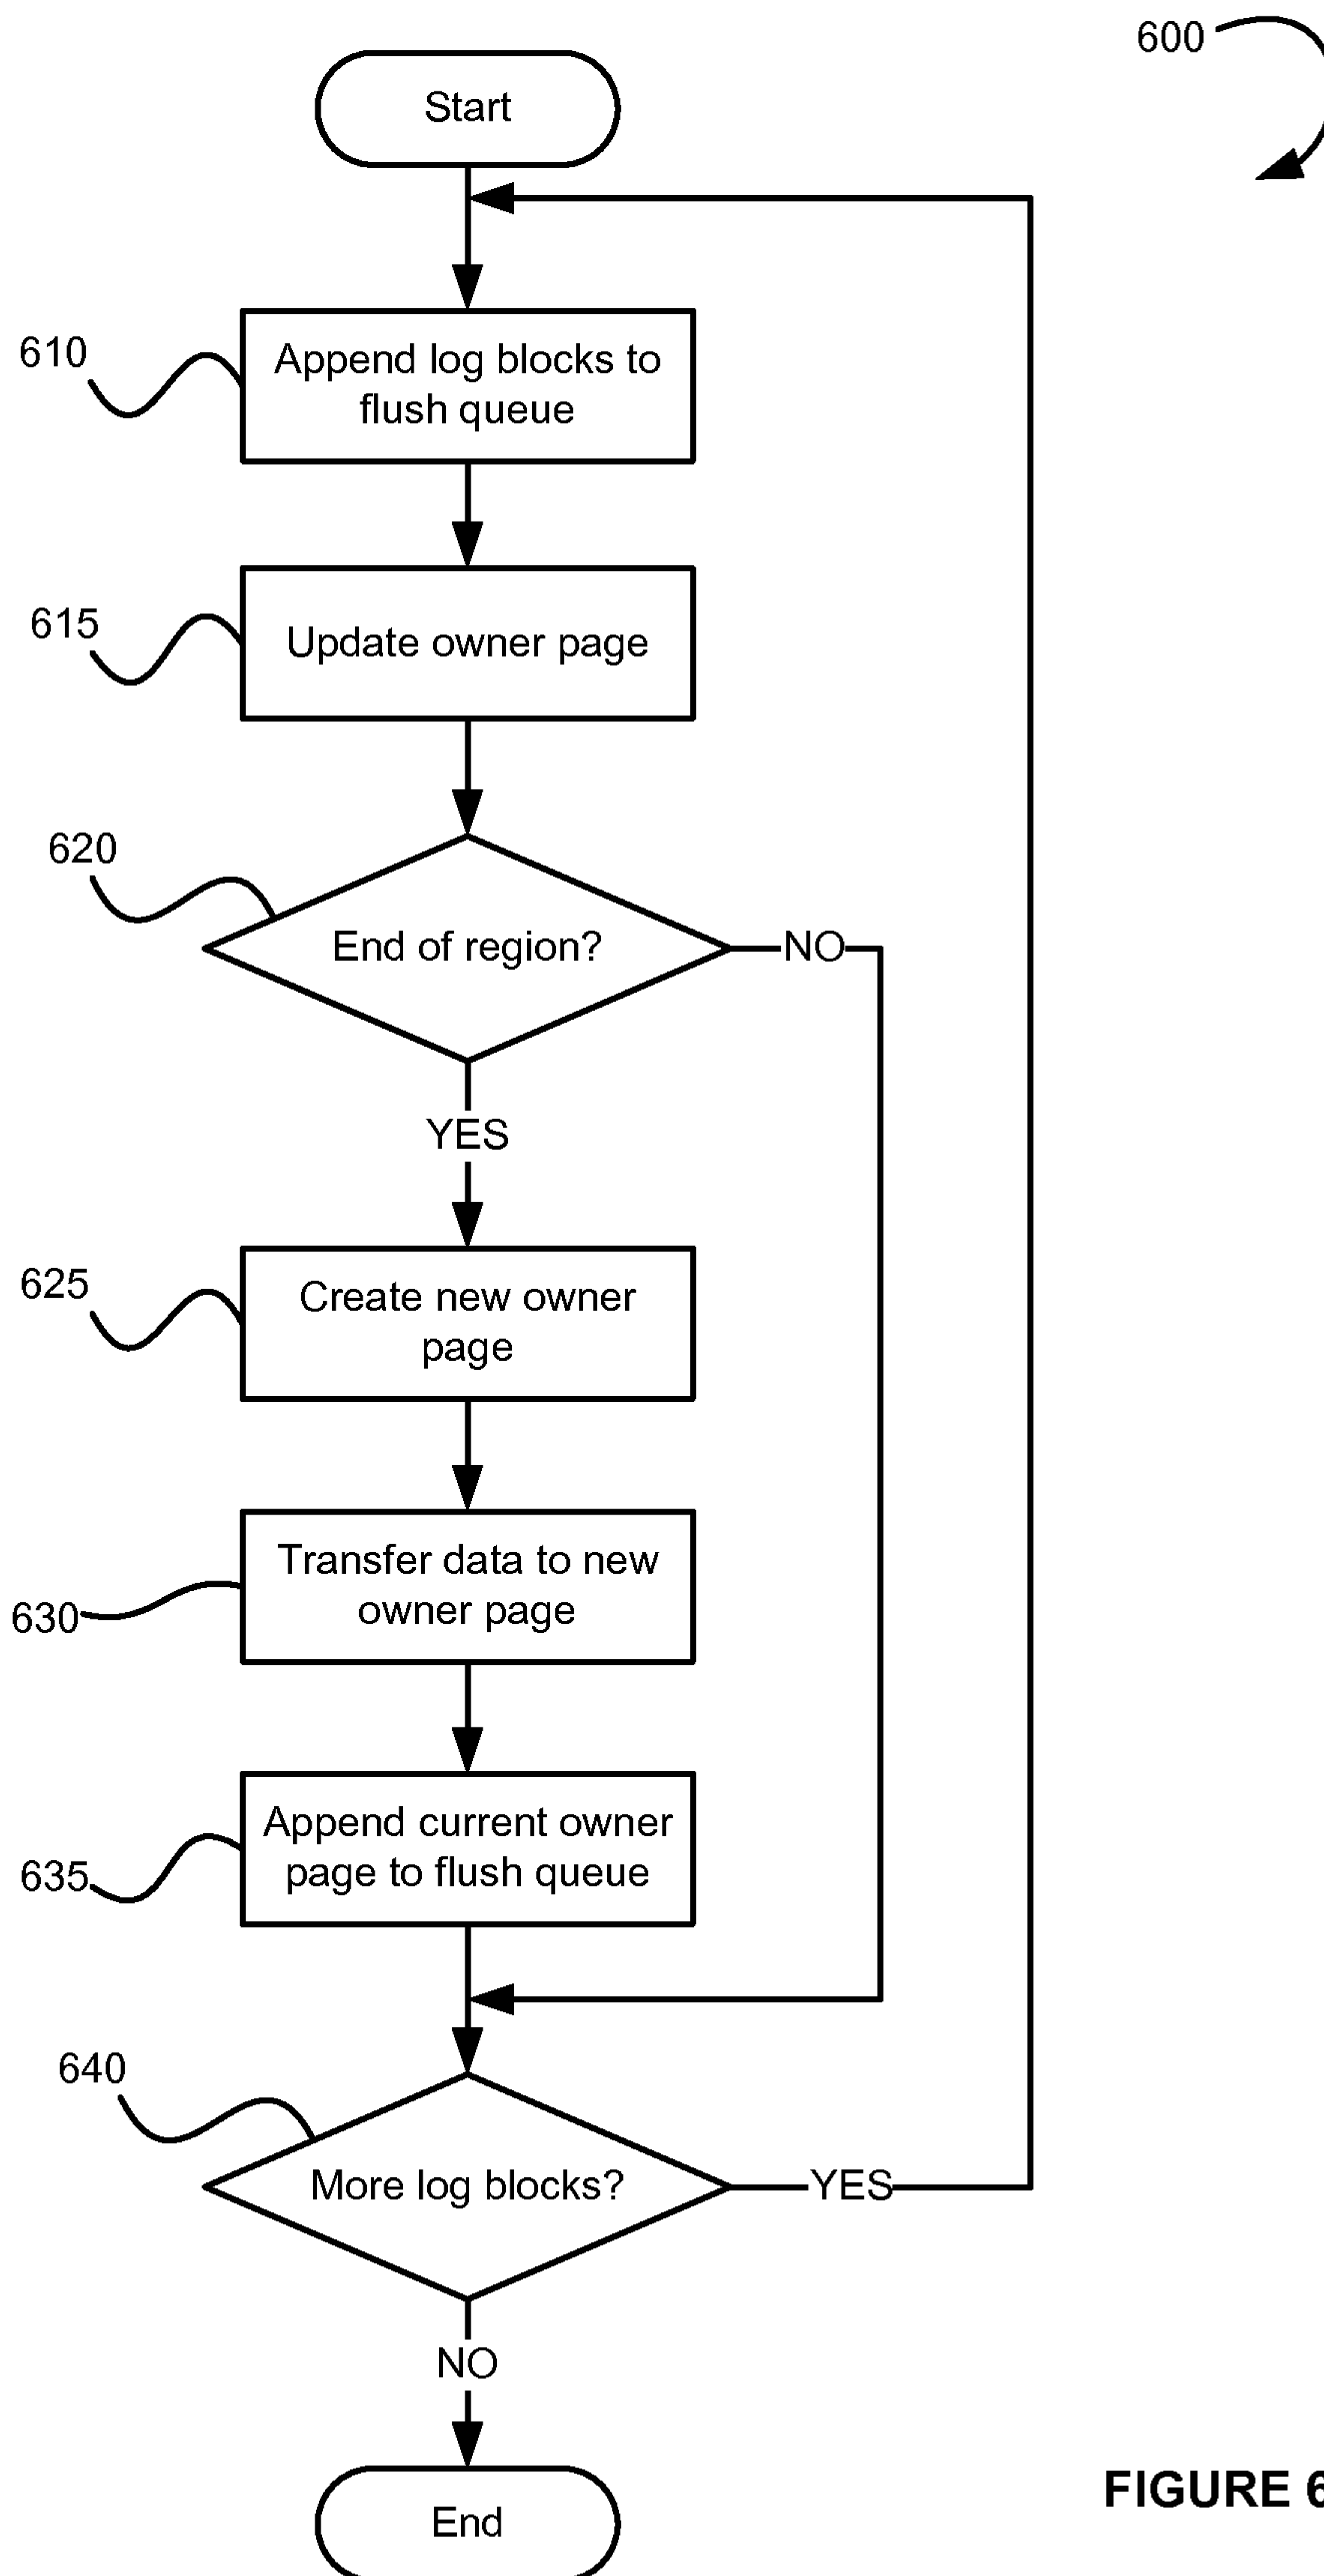 600
Start
610
Append log blocks to
flush queue
615
Update owner page
620
End of region?
NO
YES
625
Create new owner
page
Transfer data to new
owner page
630
Append current owner
page to flush queue
635
640
More log blocks?
YES
NO
End
FIGURE 6